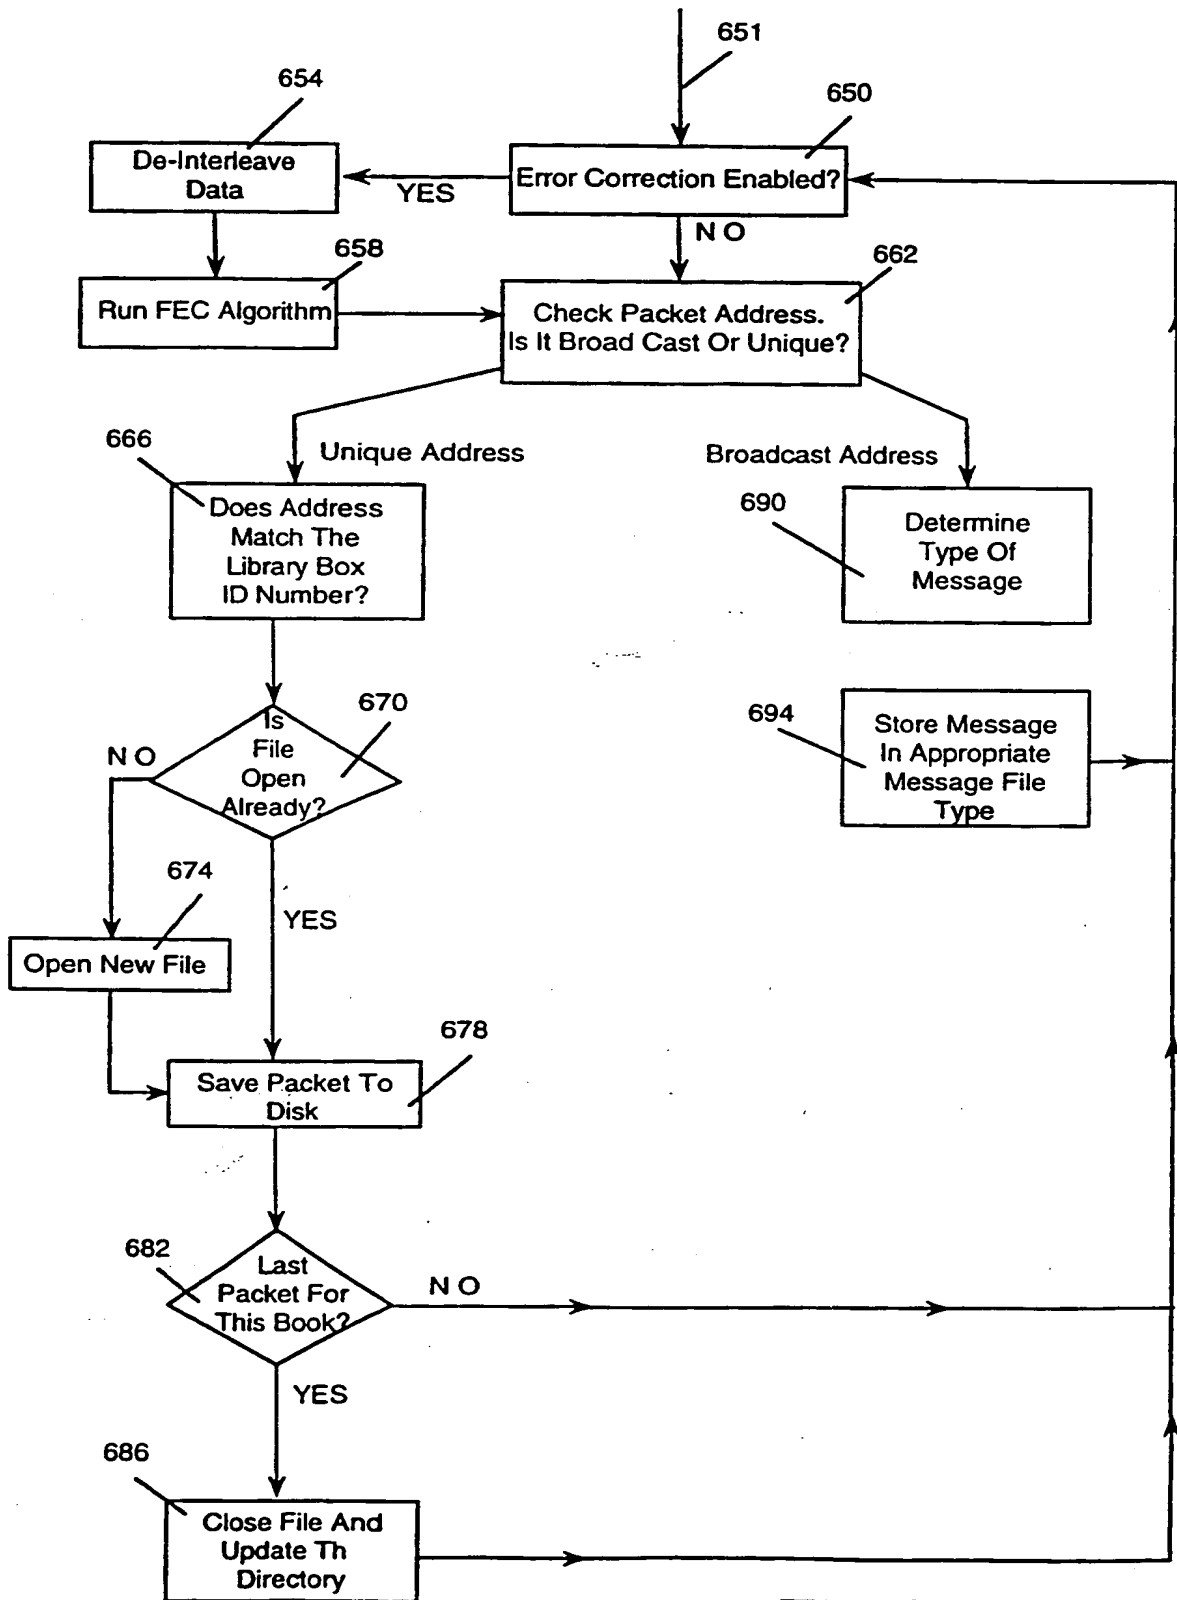 651
654
650
De-Interleave
Data
YES
Error Correction Enabled?
NO
658
662
Run FEC Algorithm
Check Packet Address.
Is It Broad Cast Or Unique?
666
Unique Address
Broadcast Address
Does Address
Match The
Library Box
ID Number?
690
Determine
Type Of
Message
670
Is
File
Open
Already?
NO
694
Store Message
In Appropriate
Message File
Type
674
YES
Open New File
678
Save Packet To
Disk
682
Last
Packet For
This Book?
NO
YES
686
Close File And
Update Th
Directory